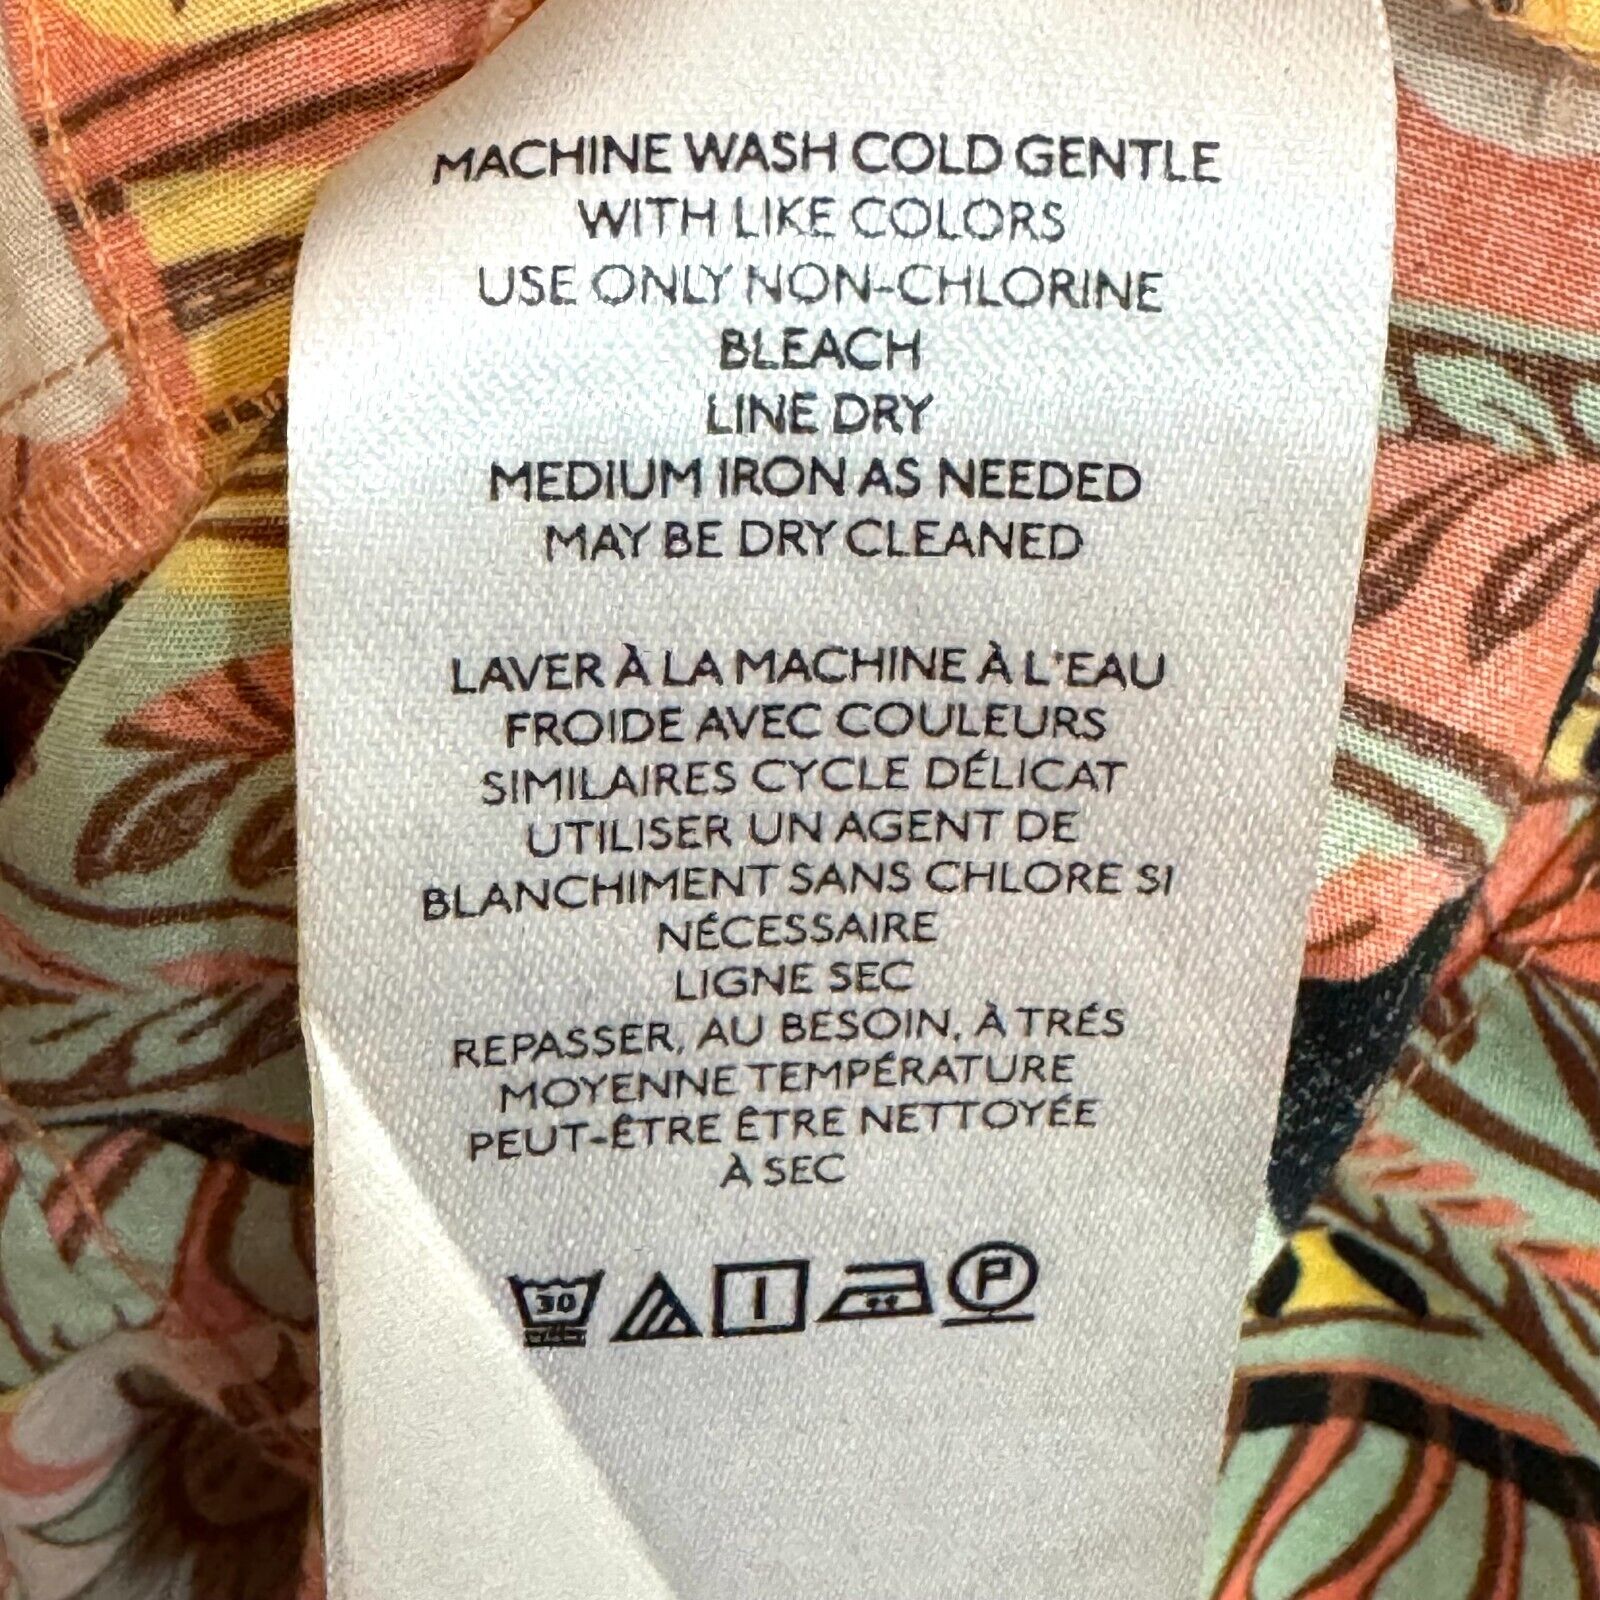 MACHINE WASH COLD GENTLE
WITH LIKE COLORS
USE ONLY NON-CHLORINE
BLEACH
LINE DRY
MEDIUM IRON AS NEEDED
MAY BE DRY CLEANED
LAVER À LA MACHINE À L'EAU
FROIDE AVEC COULEURS
SIMILAIRES CYCLE DÉLICAT
UTILISER UN AGENT DE
BLANCHIMENT SANS CHLORE SI
NÉCESSAIRE
LIGNE SEC
REPASSER, AU BESOIN, À TRÉS
MOYENNE TEMPÉRATURE
PEUT-ÊTRE ÊTRE NETTOYÉE
À SEC
30 P